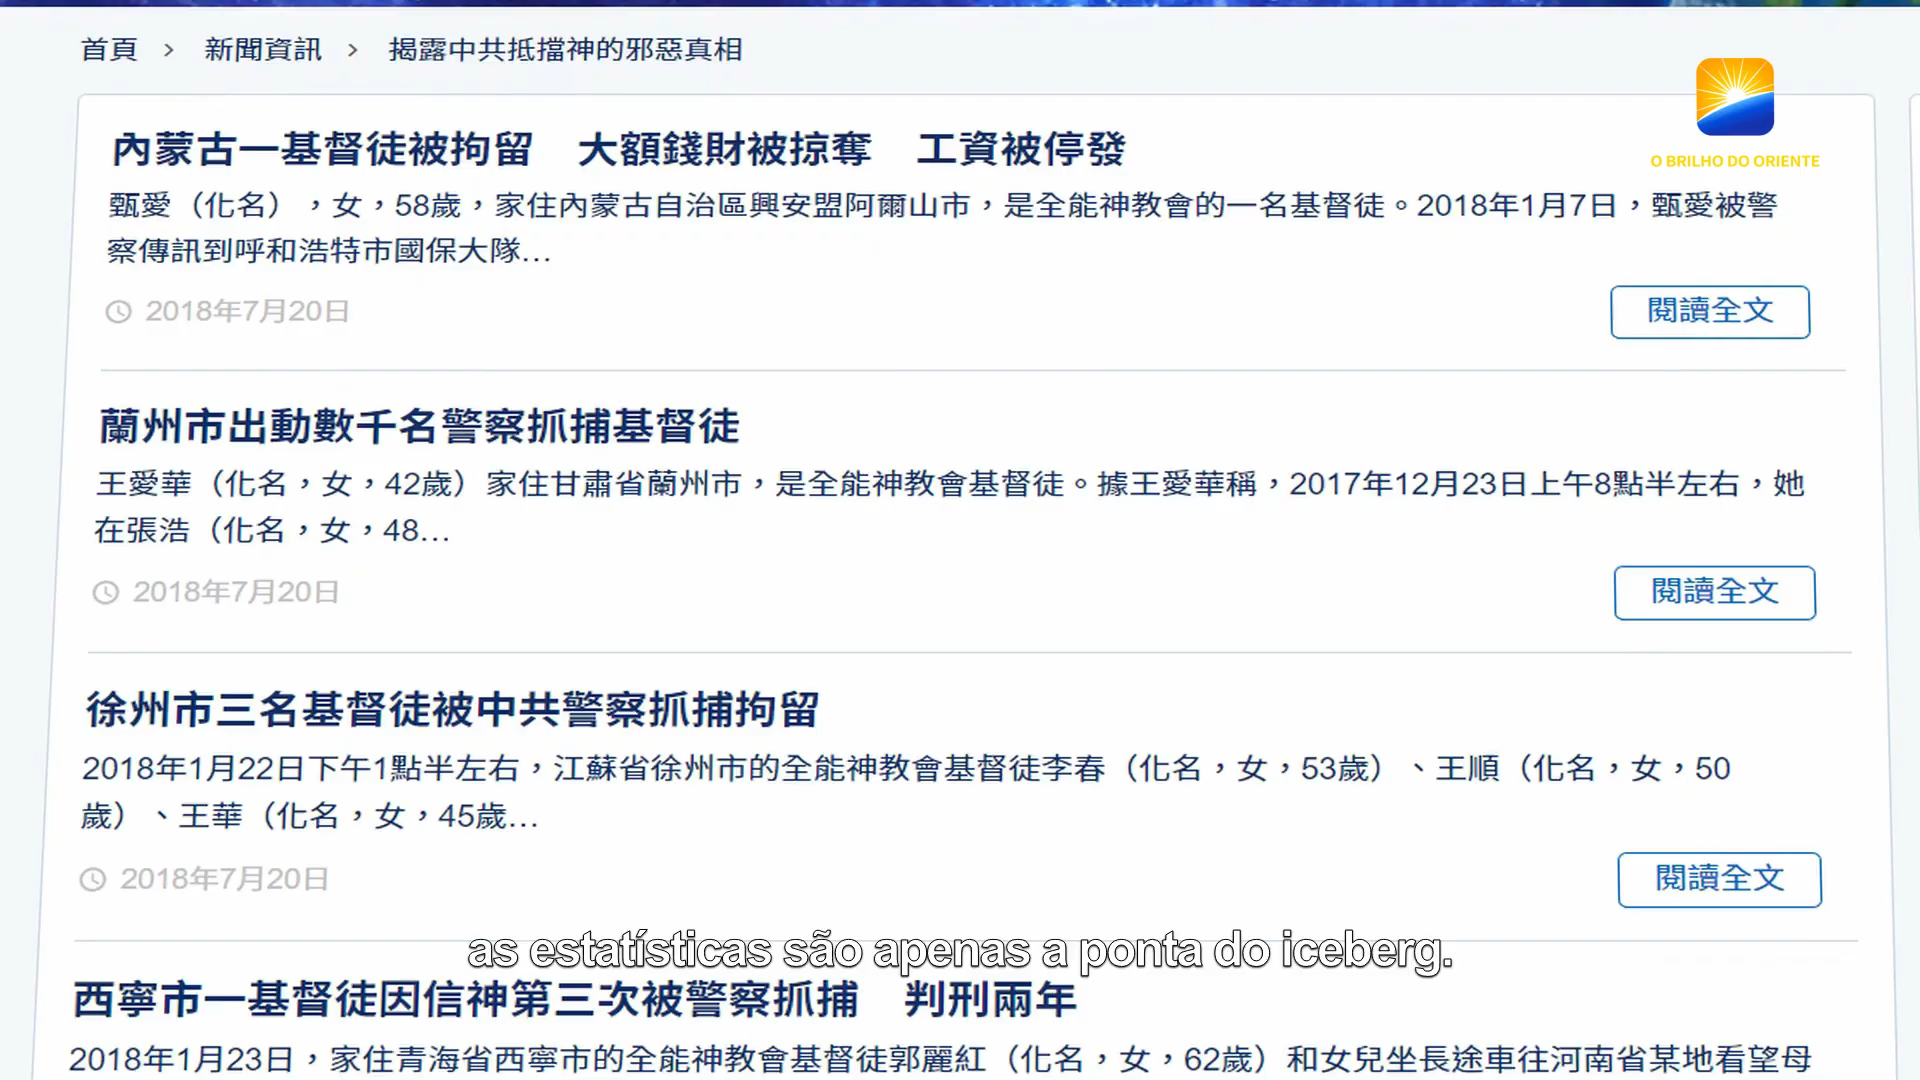 首頁 > 新聞資訊 > 揭露中共抵擋神的邪惡真相
O BRILHO DO ORIENTE
內蒙古一基督徒被拘留 大額錢財被掠奪 工資被停發
甄愛（化名），女，58歲，家住內蒙古自治區興安盟阿爾山市，是全能神教會的一名基督徒。2018年1月7日，甄愛被警
察傳訊到呼和浩特市國保大隊...
2018年7月20日
閱讀全文
蘭州市出動數千名警察抓捕基督徒
王愛華（化名，女，42歲）家住甘肅省蘭州市，是全能神教會基督徒。據王愛華稱，2017年12月23日上午8點半左右，她
在張浩（化名，女，48...
2018年7月20日
閱讀全文
徐州市三名基督徒被中共警察抓捕拘留
2018年1月22日下午1點半左右，江蘇省徐州市的全能神教會基督徒李春（化名，女，53歲）、王順（化名，女，50
歲）、王華（化名，女，45歲...
2018年7月20日
閱讀全文
as estatísticas são apenas a ponta do iceberg.
西寧市一基督徒因信神第三次被警察抓捕 判刑兩年
2018年1月23日，家住青海省西寧市的全能神教會基督徒郭麗紅（化名，女，62歲）和女兒坐長途車往河南省某地看望母